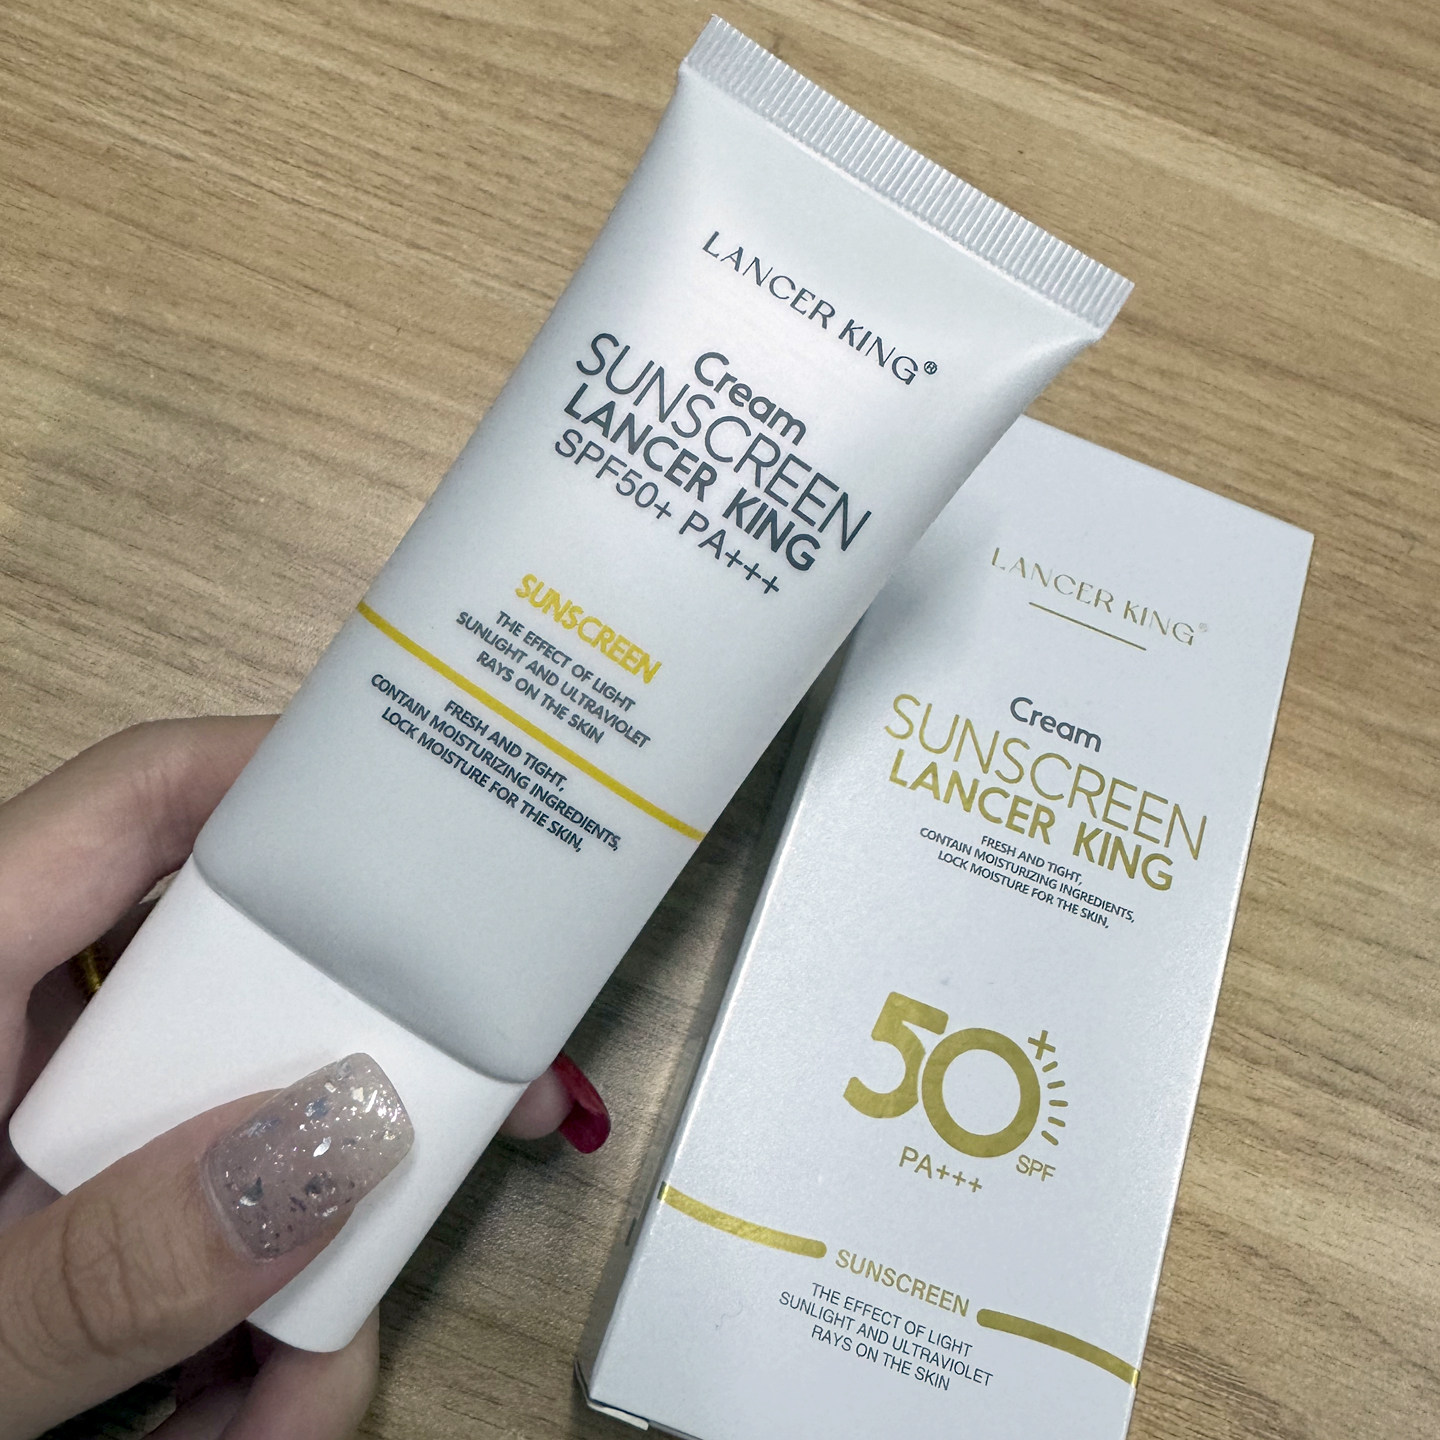 LANCER KING®
Cream
SUNSCREEN
LANCER KING
SPF50+ PA+++
SUNSCREEN
THE EFFECT OF LIGHT
SUNLIGHT AND ULTRAVIOLET
RAYS ON THE SKIN
FRESH AND TIGHT,
CONTAIN MOISTURIZING INGREDIENTS,
LOCK MOISTURE FOR THE SKIN,
LANCER KING®
Cream
SUNSCREEN
LANCER KING
FRESH AND TIGHT,
CONTAIN MOISTURIZING INGREDIENTS,
LOCK MOISTURE FOR THE SKIN,
50+
SPF
PA+++
SUNSCREEN
THE EFFECT OF LIGHT
SUNLIGHT AND ULTRAVIOLET
RAYS ON THE SKIN